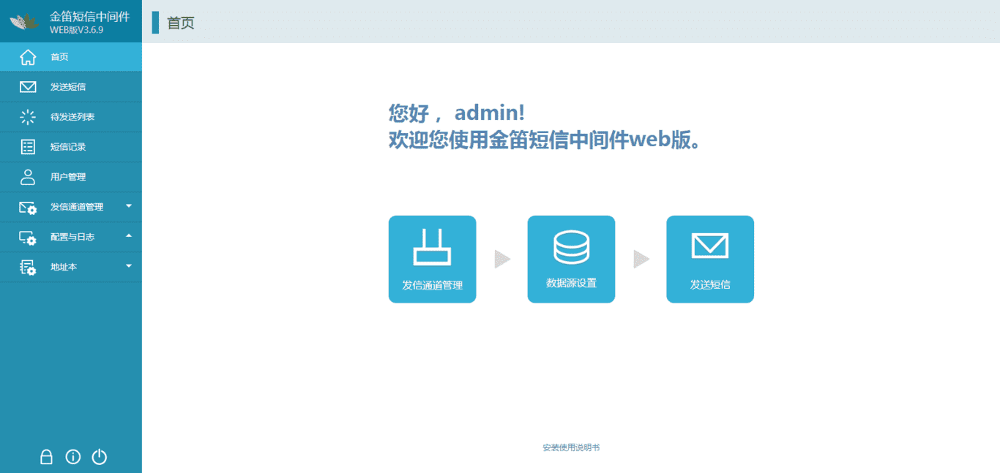 金笛短信中间件
WEB版V3.6.9
首页
首页
发送短信
待发送列表
短信记录
用户管理
发信通道管理
配置与日志
地址本
您好， admin!
欢迎您使用金笛短信中间件web版。
发信通道管理
数据源设置
发送短信
安装使用说明书